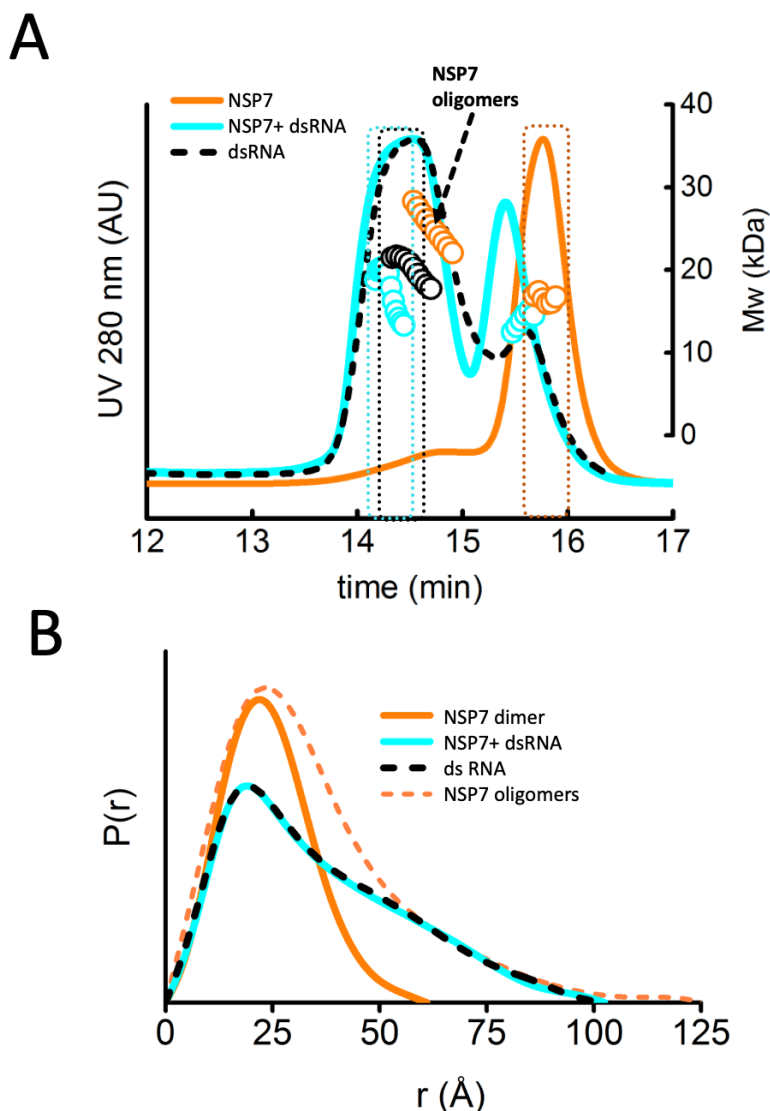 A
NSP7
NSP7+ dsRNA
dsRNA
NSP7
oligomers
UV 280 nm (AU)
40
30
20
10
0
Mw (kDa)
12 13 14 15 16 17
time (min)
B
NSP7 dimer
NSP7+ dsRNA
ds RNA
NSP7 oligomers
P(r)
0 25 50 75 100 125
r (Å)